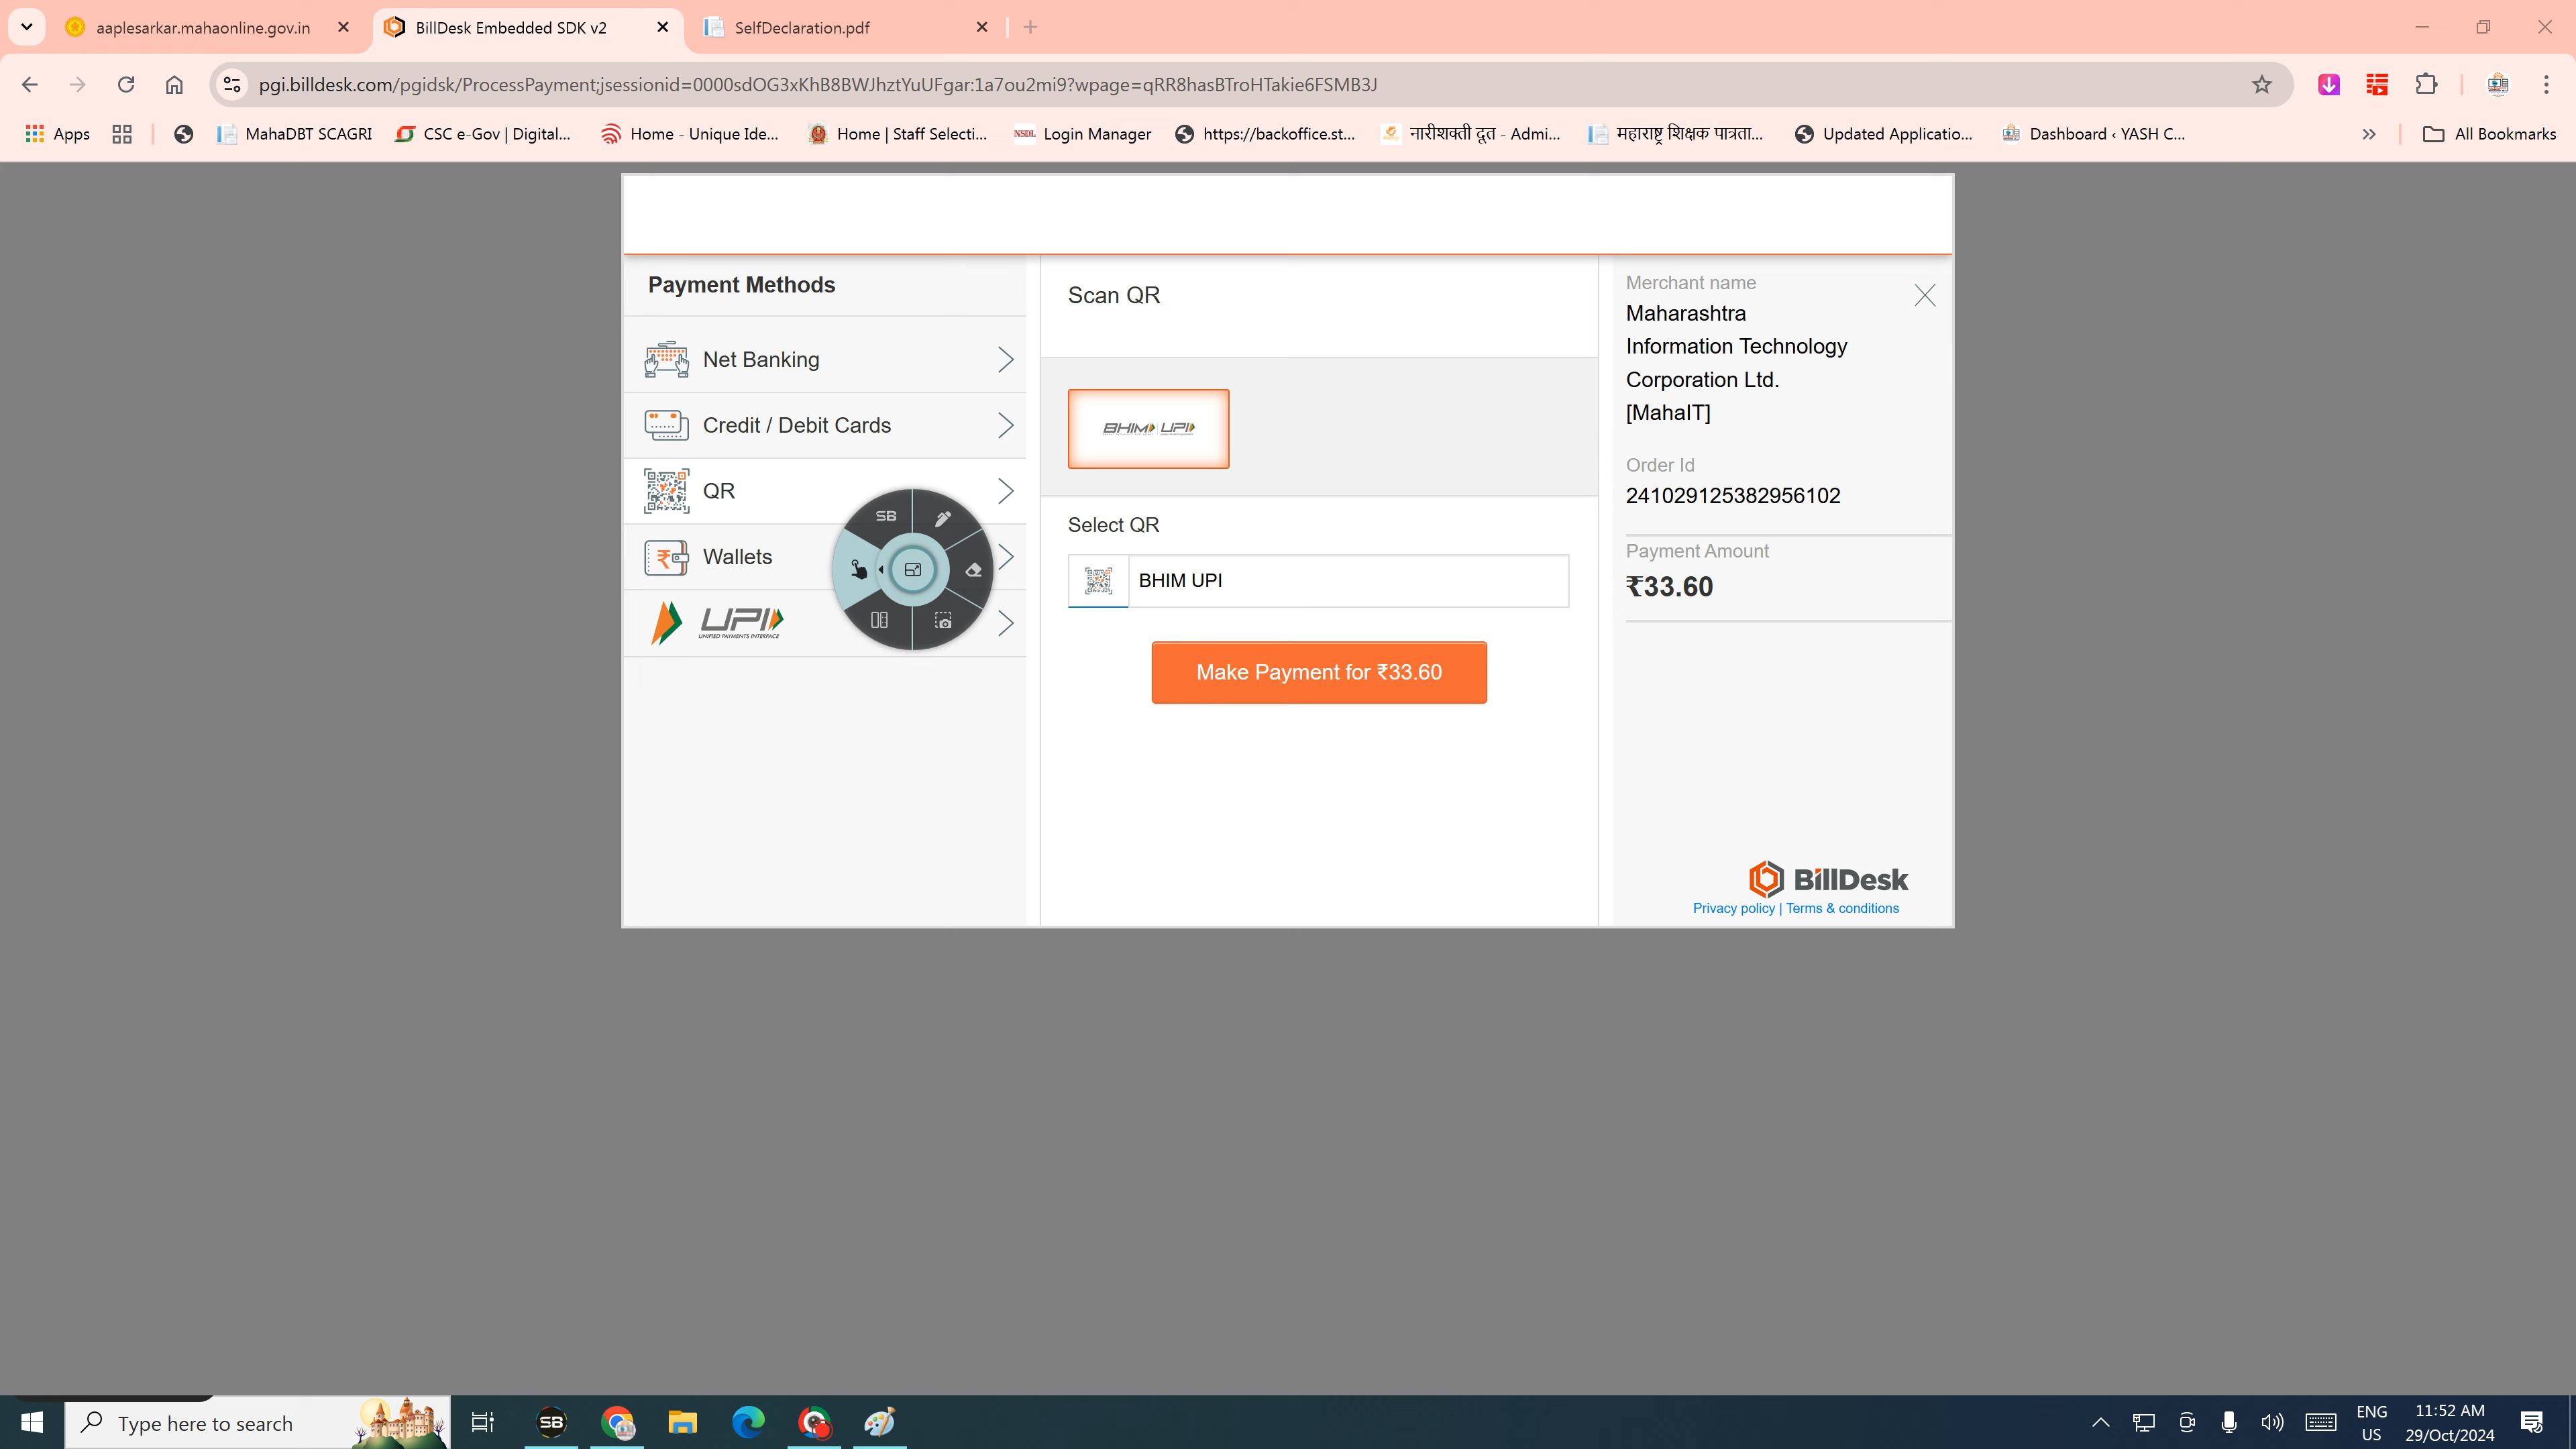 aaplesarkar.mahaonline.gov.in
BillDesk Embedded SDK v2
SelfDeclaration.pdf
pgi.billdesk.com/pgidsk/ProcessPayment;jsessionid=0000sdOG3xKhB8BWJhztYuUFgar:1a7ou2mi9?wpage=qRR8hasBTroHTakie6FSMB3J
Apps
MahaDBT SCAGRI
CSC e-Gov | Digital...
Home - Unique Ide...
Home | Staff Selecti...
NSDL Login Manager
https://backoffice.st...
नारीशक्ती दूत - Admi...
महाराष्ट्र शिक्षक पात्रता...
Updated Applicatio...
Dashboard ‹ YASH C...
All Bookmarks
Payment Methods
Net Banking
Credit / Debit Cards
QR
Wallets
UPI
UNIFIED PAYMENTS INTERFACE
SB
Scan QR
BHIM UPI
Select QR
BHIM UPI
Make Payment for ₹33.60
Merchant name
Maharashtra
Information Technology
Corporation Ltd.
[MahaIT]
Order Id
241029125382956102
Payment Amount
₹33.60
BillDesk
Privacy policy | Terms & conditions
Type here to search
SB
ENG
US
11:52 AM
29/Oct/2024